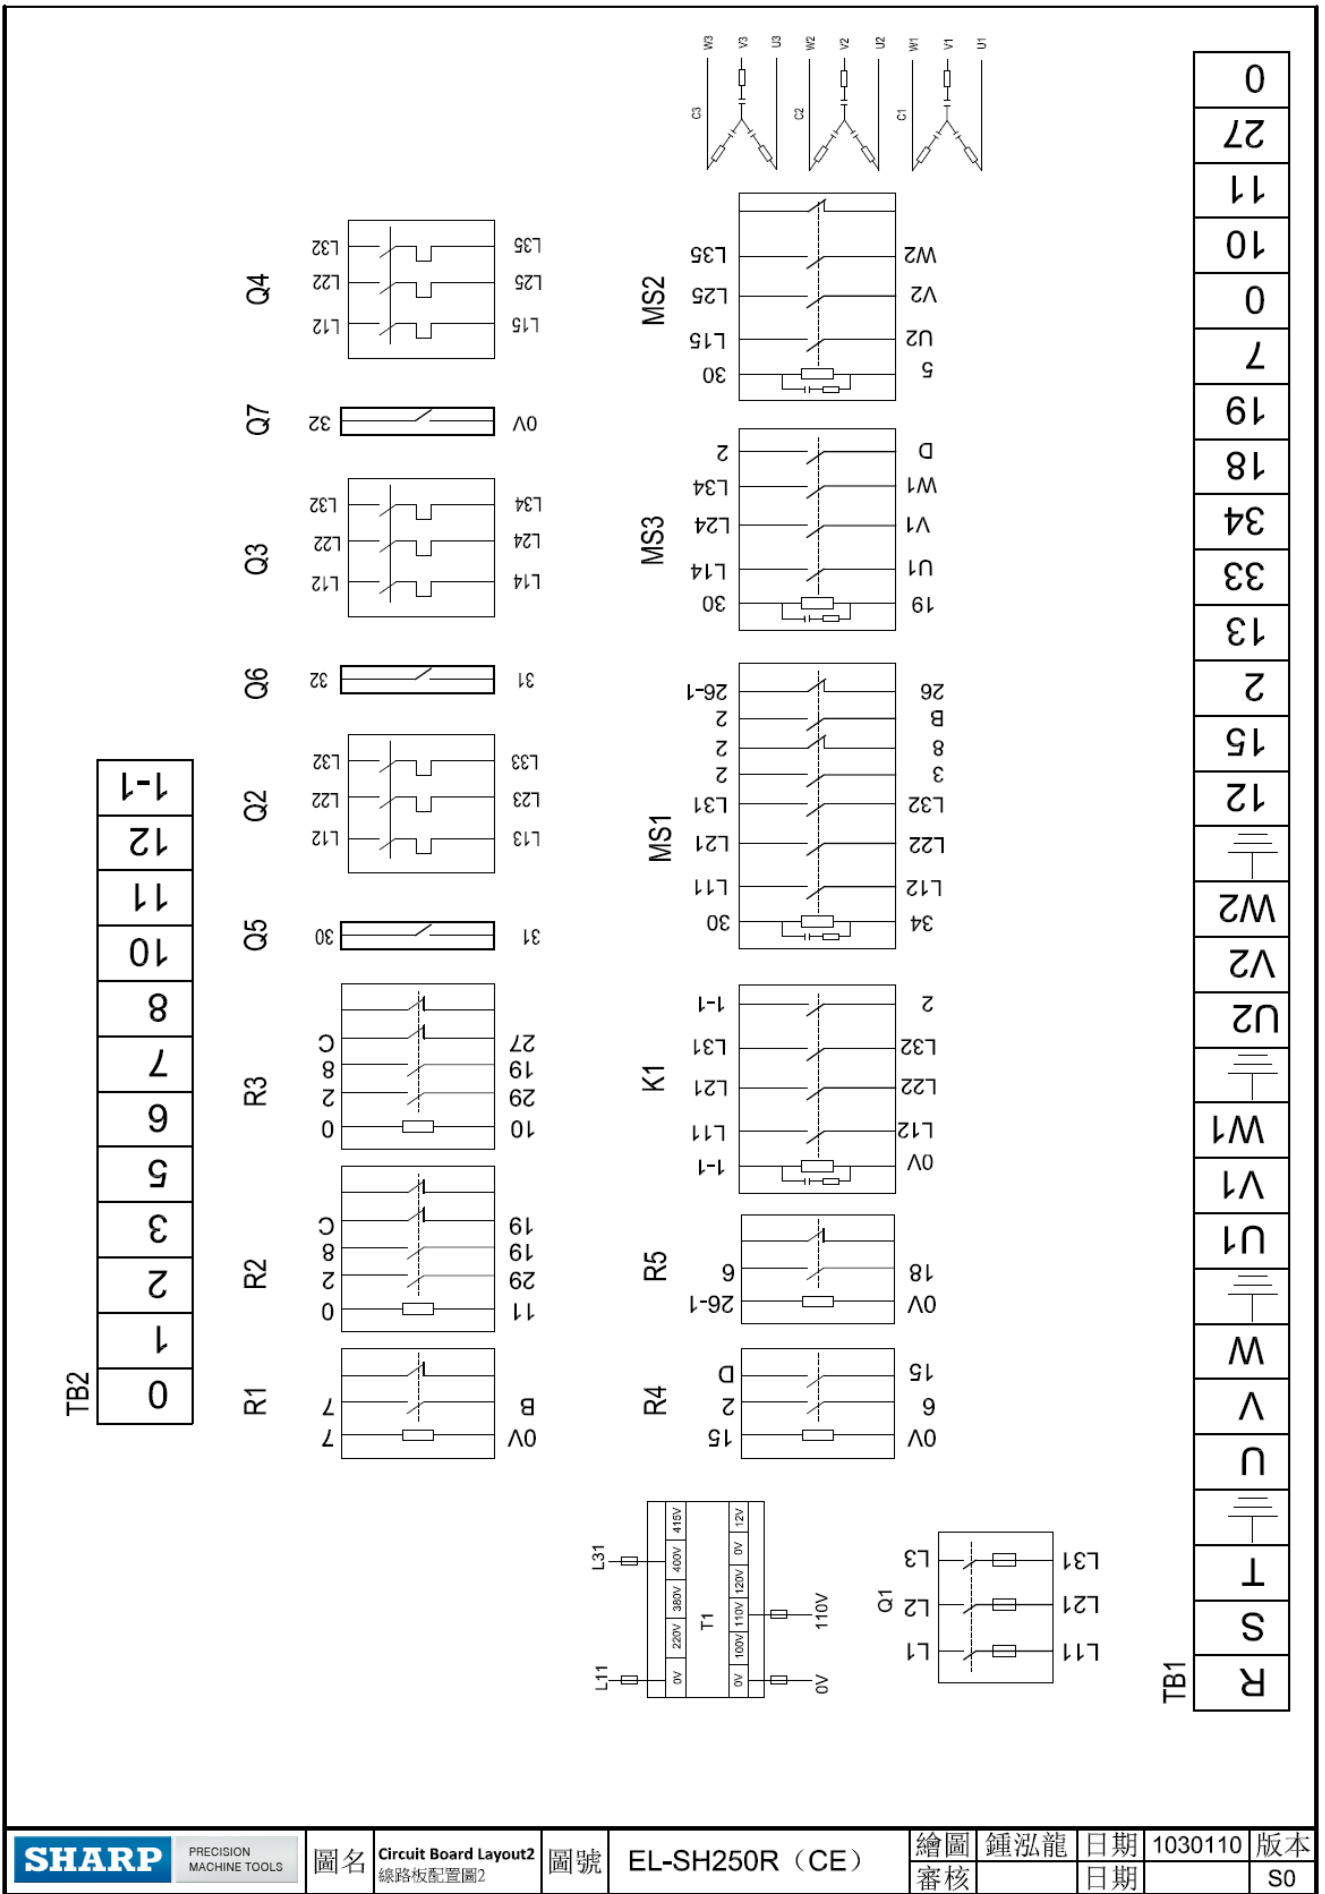 W3 V3 U3 W2 V2 U2 W1 V1 U1
C3 C2 C1
Q4
L32 L35
L22 L25
L12 L15
Q7
32 0V
Q3
L32 L34
L22 L24
L12 L14
Q6
32 31
Q2
L32 L33
L22 L23
L12 L13
Q5
30 31
R3
C 27
8 19
2 29
0 10
R2
C 19
8 19
2 29
0 11
R1
7 B
7 0V
MS2
L35 W2
L25 V2
L15 U2
30 5
MS3
2 D
L34 W1
L24 V1
L14 U1
30 19
MS1
26-1 26
2 B
2 8
2 3
L31 L32
L21 L22
L11 L12
30 34
K1
1-1 2
L31 L32
L21 L22
L11 L12
1-1 0V
R5
6 18
26-1 0V
R4
D 15
2 6
15 0V
TB2
1-1
12
11
10
8
7
6
5
3
2
1
0
T1
L31
L11
415V
400V
380V
220V
0V
12V
0V
120V
110V
100V
0V
110V
0V
Q1
L3 L31
L2 L21
L1 L11
TB1
0
27
11
10
0
7
19
18
34
33
13
2
15
12
W2
V2
U2
W1
V1
U1
W
V
U
T
S
R
SHARP
PRECISION
MACHINE TOOLS
圖名
Circuit Board Layout2
線路板配置圖2
圖號
EL-SH250R（CE）
繪圖 鍾泓龍 日期 1030110 版本
審核 日期 S0